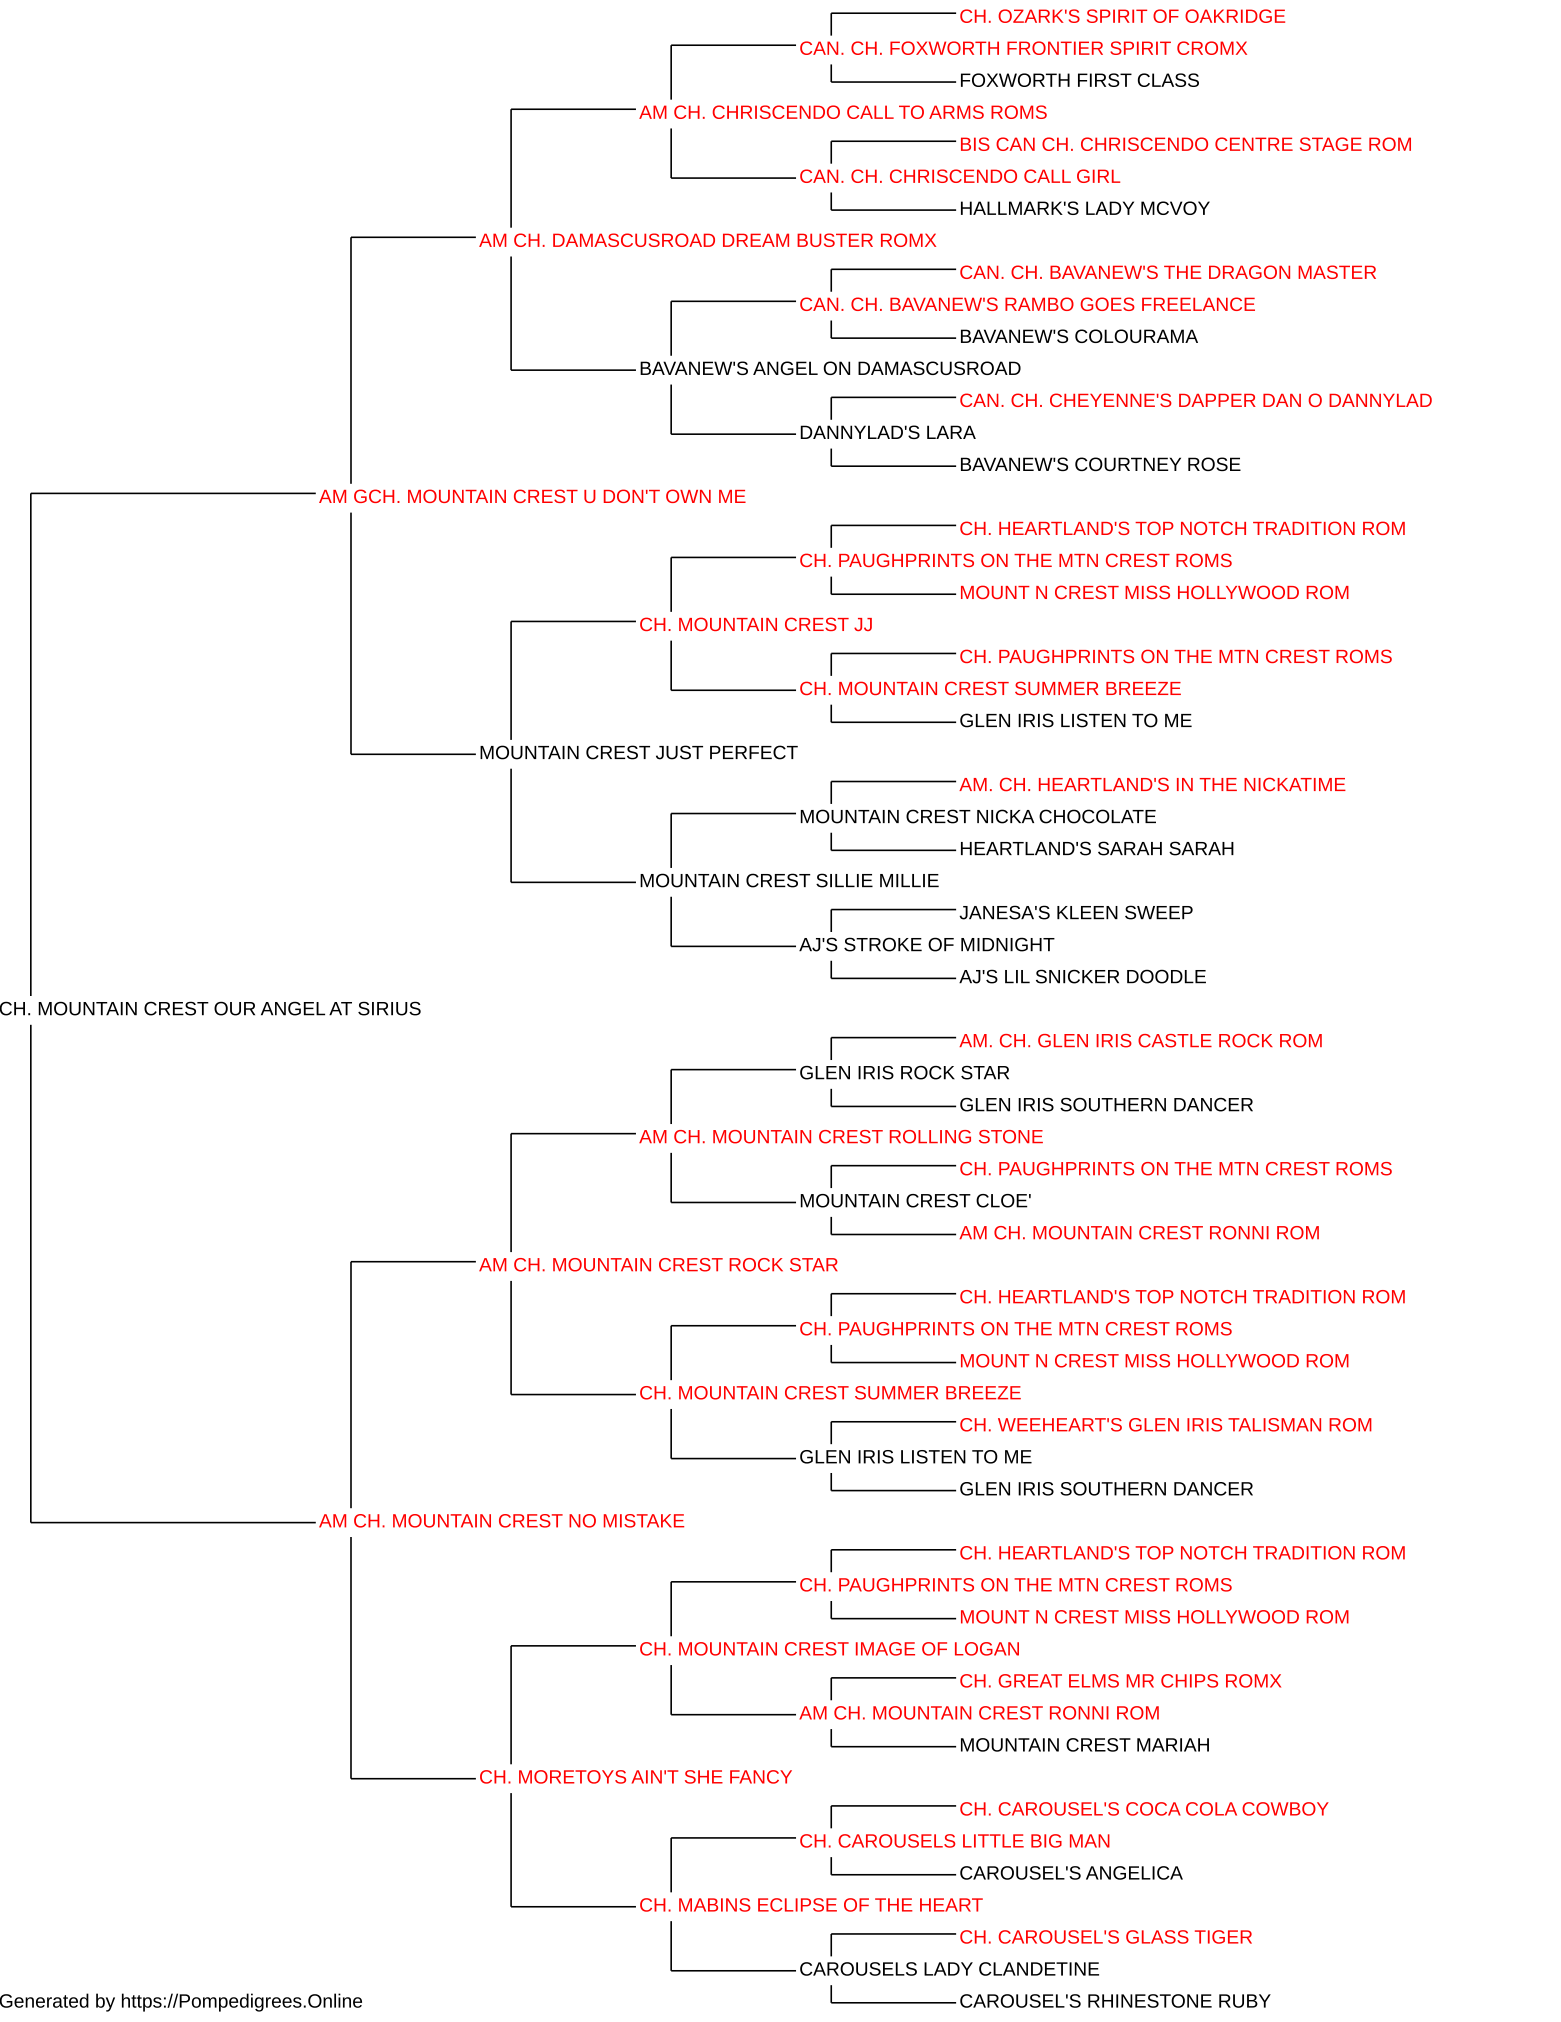 CH. OZARK'S SPIRIT OF OAKRIDGE
CAN. CH. FOXWORTH FRONTIER SPIRIT CROMX
FOXWORTH FIRST CLASS
AM CH. CHRISCENDO CALL TO ARMS ROMS
BIS CAN CH. CHRISCENDO CENTRE STAGE ROM
CAN. CH. CHRISCENDO CALL GIRL
HALLMARK'S LADY MCVOY
AM CH. DAMASCUSROAD DREAM BUSTER ROMX
CAN. CH. BAVANEW'S THE DRAGON MASTER
CAN. CH. BAVANEW'S RAMBO GOES FREELANCE
BAVANEW'S COLOURAMA
BAVANEW'S ANGEL ON DAMASCUSROAD
CAN. CH. CHEYENNE'S DAPPER DAN O DANNYLAD
DANNYLAD'S LARA
BAVANEW'S COURTNEY ROSE
AM GCH. MOUNTAIN CREST U DON'T OWN ME
CH. HEARTLAND'S TOP NOTCH TRADITION ROM
CH. PAUGHPRINTS ON THE MTN CREST ROMS
MOUNT N CREST MISS HOLLYWOOD ROM
CH. MOUNTAIN CREST JJ
CH. PAUGHPRINTS ON THE MTN CREST ROMS
CH. MOUNTAIN CREST SUMMER BREEZE
GLEN IRIS LISTEN TO ME
MOUNTAIN CREST JUST PERFECT
AM. CH. HEARTLAND'S IN THE NICKATIME
MOUNTAIN CREST NICKA CHOCOLATE
HEARTLAND'S SARAH SARAH
MOUNTAIN CREST SILLIE MILLIE
JANESA'S KLEEN SWEEP
AJ'S STROKE OF MIDNIGHT
AJ'S LIL SNICKER DOODLE
CH. MOUNTAIN CREST OUR ANGEL AT SIRIUS
AM. CH. GLEN IRIS CASTLE ROCK ROM
GLEN IRIS ROCK STAR
GLEN IRIS SOUTHERN DANCER
AM CH. MOUNTAIN CREST ROLLING STONE
CH. PAUGHPRINTS ON THE MTN CREST ROMS
MOUNTAIN CREST CLOE'
AM CH. MOUNTAIN CREST RONNI ROM
AM CH. MOUNTAIN CREST ROCK STAR
CH. HEARTLAND'S TOP NOTCH TRADITION ROM
CH. PAUGHPRINTS ON THE MTN CREST ROMS
MOUNT N CREST MISS HOLLYWOOD ROM
CH. MOUNTAIN CREST SUMMER BREEZE
CH. WEEHEART'S GLEN IRIS TALISMAN ROM
GLEN IRIS LISTEN TO ME
GLEN IRIS SOUTHERN DANCER
AM CH. MOUNTAIN CREST NO MISTAKE
CH. HEARTLAND'S TOP NOTCH TRADITION ROM
CH. PAUGHPRINTS ON THE MTN CREST ROMS
MOUNT N CREST MISS HOLLYWOOD ROM
CH. MOUNTAIN CREST IMAGE OF LOGAN
CH. GREAT ELMS MR CHIPS ROMX
AM CH. MOUNTAIN CREST RONNI ROM
MOUNTAIN CREST MARIAH
CH. MORETOYS AIN'T SHE FANCY
CH. CAROUSEL'S COCA COLA COWBOY
CH. CAROUSELS LITTLE BIG MAN
CAROUSEL'S ANGELICA
CH. MABINS ECLIPSE OF THE HEART
CH. CAROUSEL'S GLASS TIGER
CAROUSELS LADY CLANDETINE
CAROUSEL'S RHINESTONE RUBY
Generated by https://Pompedigrees.Online